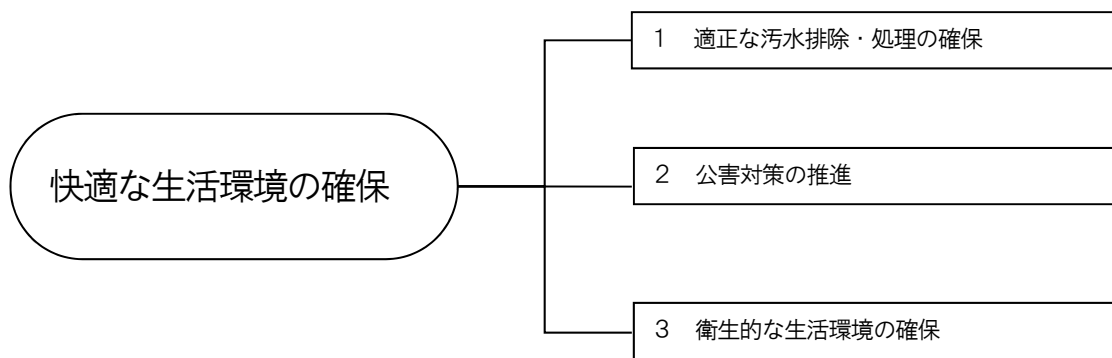 快適な生活環境の確保
１　適正な汚水排除・処理の確保
２　公害対策の推進
３　衛生的な生活環境の確保